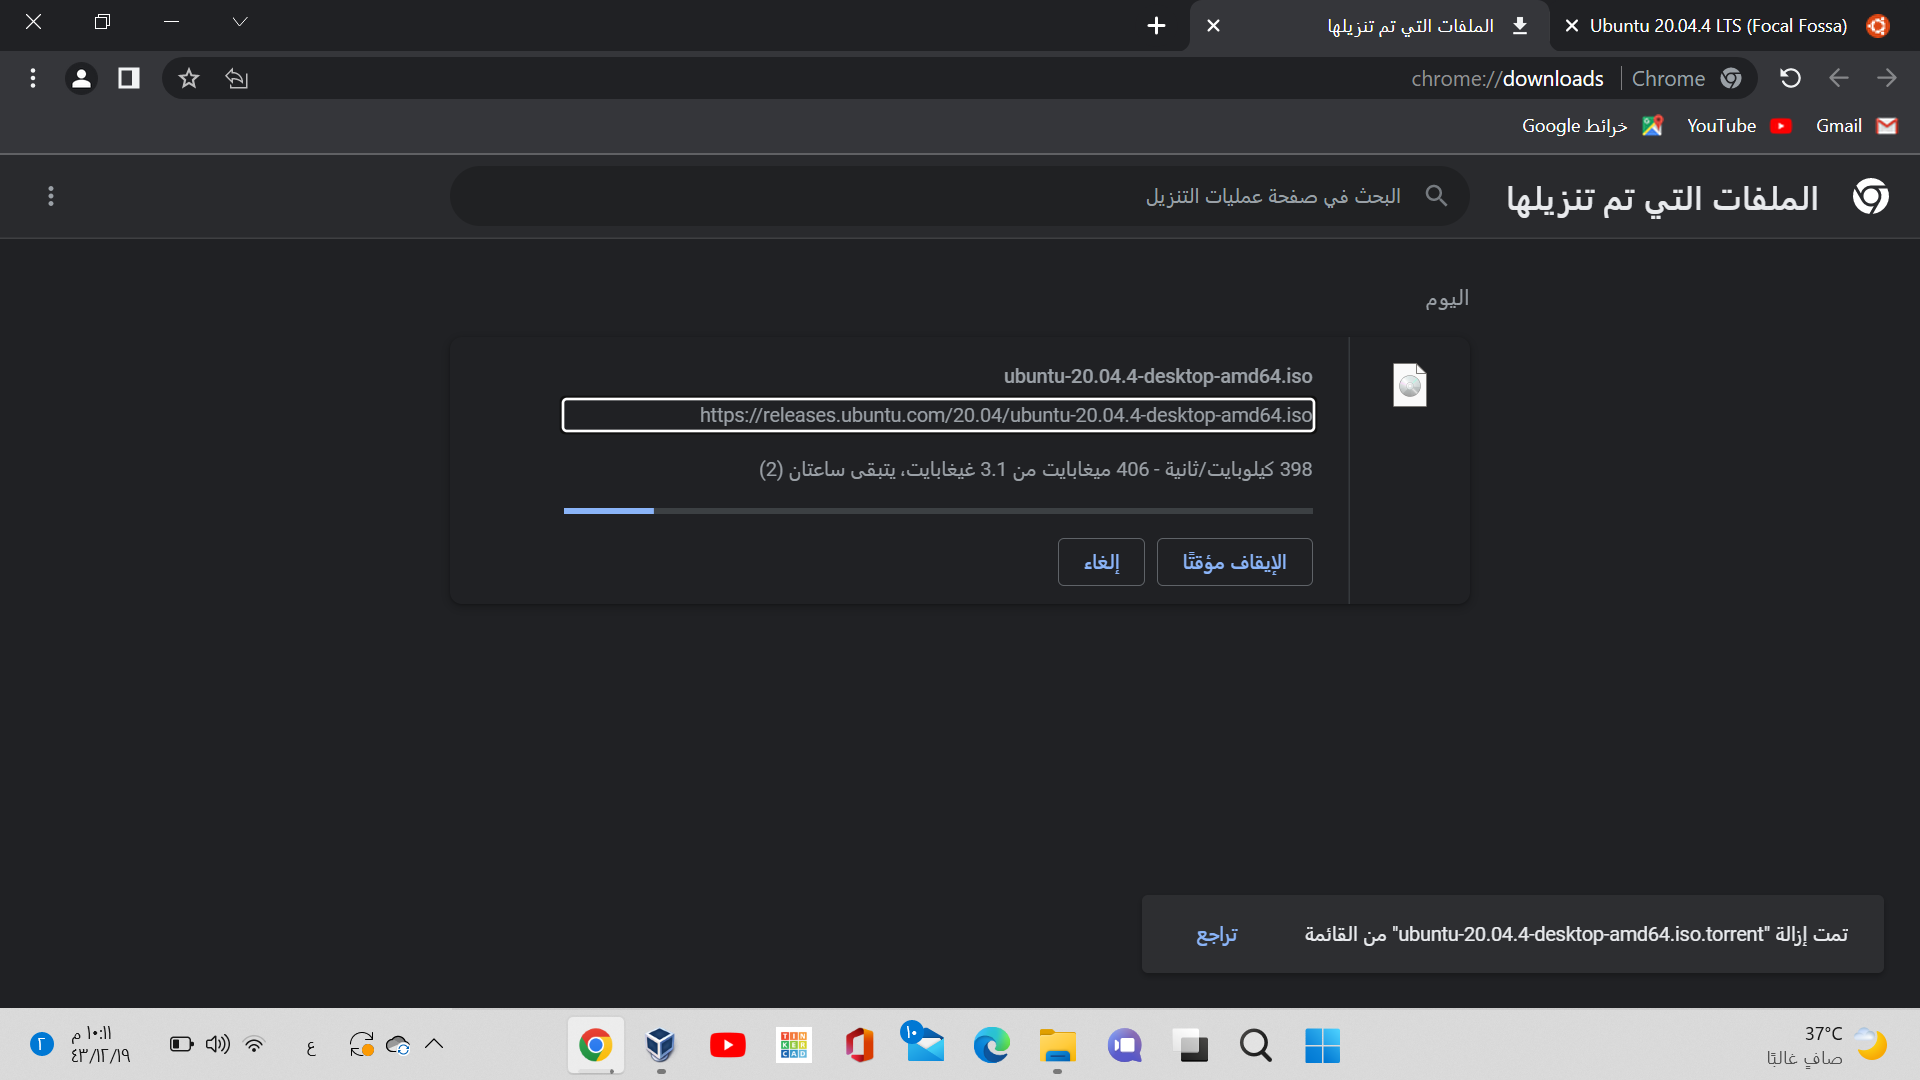 Ubuntu 20.04.4 LTS (Focal Fossa)
الملفات التي تم تنزيلها
Chrome | chrome://downloads
Gmail
YouTube
خرائط Google
الملفات التي تم تنزيلها
البحث في صفحة عمليات التنزيل
اليوم
ubuntu-20.04.4-desktop-amd64.iso
https://releases.ubuntu.com/20.04/ubuntu-20.04.4-desktop-amd64.iso
398 كيلوبايت/ثانية - 406 ميغابايت من 3.1 غيغابايت، يتبقى ساعتان (2)
الإيقاف مؤقتًا
إلغاء
تمت إزالة "ubuntu-20.04.4-desktop-amd64.iso.torrent" من القائمة
تراجع
37°C
صافٍ غالبًا
١٠
TIN
KER
CAD
ع
١٠:١١ م
٤٣/١٢/١٩
٢